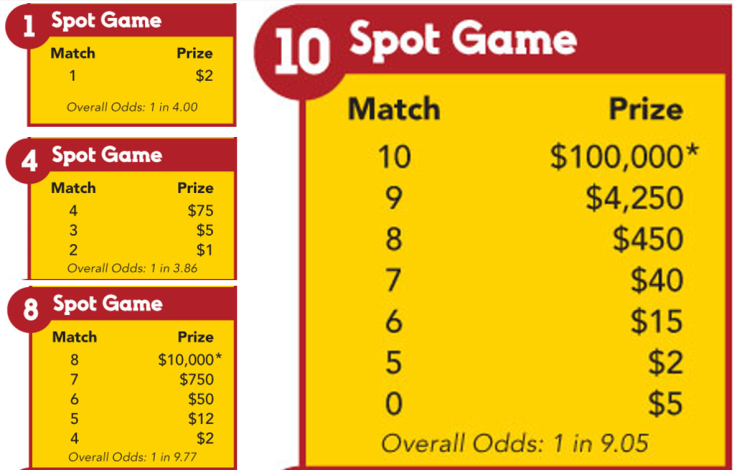 1 Spot Game
Match Prize
1 $2
Overall Odds: 1 in 4.00
4 Spot Game
Match Prize
4 $75
3 $5
2 $1
Overall Odds: 1 in 3.86
8 Spot Game
Match Prize
8 $10,000*
7 $750
6 $50
5 $12
4 $2
Overall Odds: 1 in 9.77
10 Spot Game
Match Prize
10 $100,000*
9 $4,250
8 $450
7 $40
6 $15
5 $2
0 $5
Overall Odds: 1 in 9.05